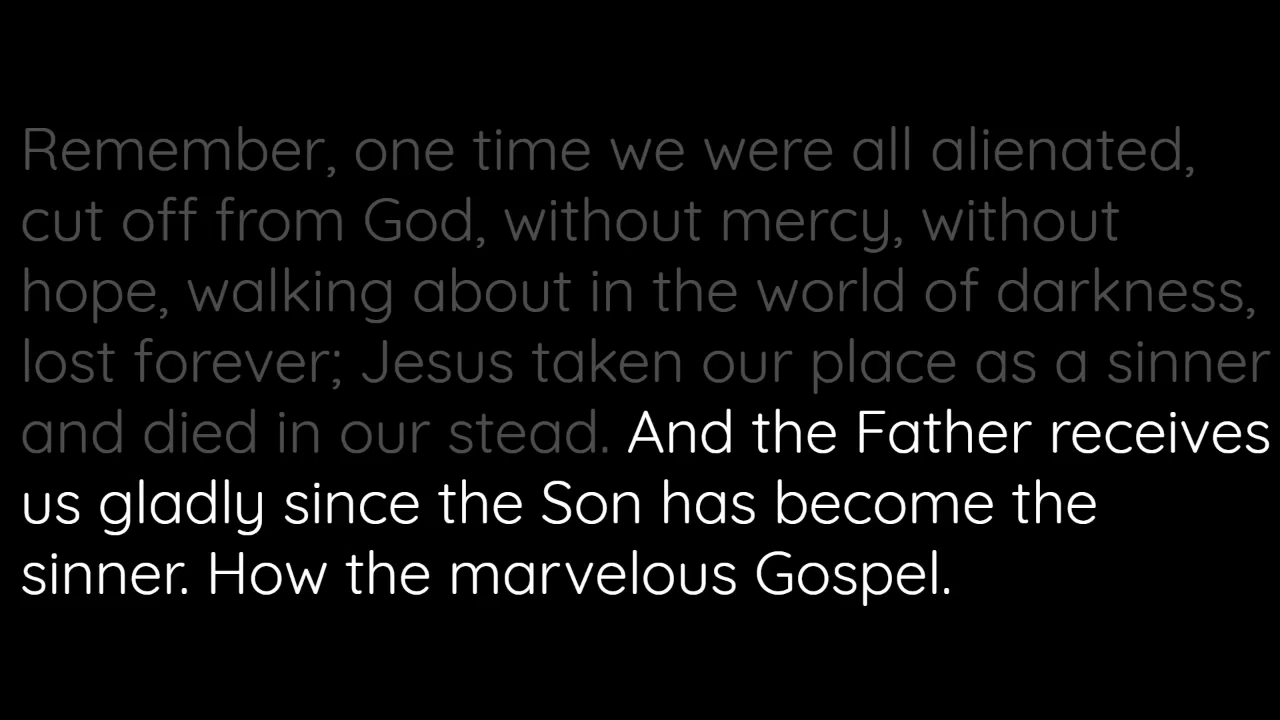 Remember, one time we were all alienated,
cut off from God, without mercy, without
hope, walking about in the world of darkness,
lost forever; Jesus taken our place as a sinner
and died in our stead. And the Father receives
us gladly since the Son has become the
sinner. How the marvelous Gospel.